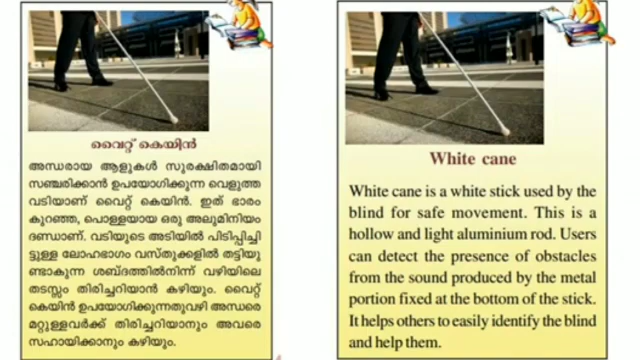 വൈറ്റ് കെയിൻ
അന്ധരായ ആളുകൾ സുരക്ഷിതമായി
സഞ്ചരിക്കാൻ ഉപയോഗിക്കുന്ന വെളുത്ത
വടിയാണ് വൈറ്റ് കെയിൻ. ഇത് ഭാരം
കുറഞ്ഞ, പൊള്ളയായ ഒരു അലുമിനിയം
ദണ്ഡാണ്. വടിയുടെ അടിയിൽ പിടിപ്പിച്ചി
ട്ടുള്ള ലോഹഭാഗം വസ്തുക്കളിൽ തട്ടിയു
ണ്ടാകുന്ന ശബ്ദത്തിൽനിന്ന് വഴിയിലെ
തടസ്സം തിരിച്ചറിയാൻ കഴിയും. വൈറ്റ്
കെയിൻ ഉപയോഗിക്കുന്നതുവഴി അന്ധരെ
മറ്റുള്ളവർക്ക് തിരിച്ചറിയാനും അവരെ
സഹായിക്കാനും കഴിയും.
White cane
White cane is a white stick used by the
blind for safe movement. This is a
hollow and light aluminium rod. Users
can detect the presence of obstacles
from the sound produced by the metal
portion fixed at the bottom of the stick.
It helps others to easily identify the blind
and help them.